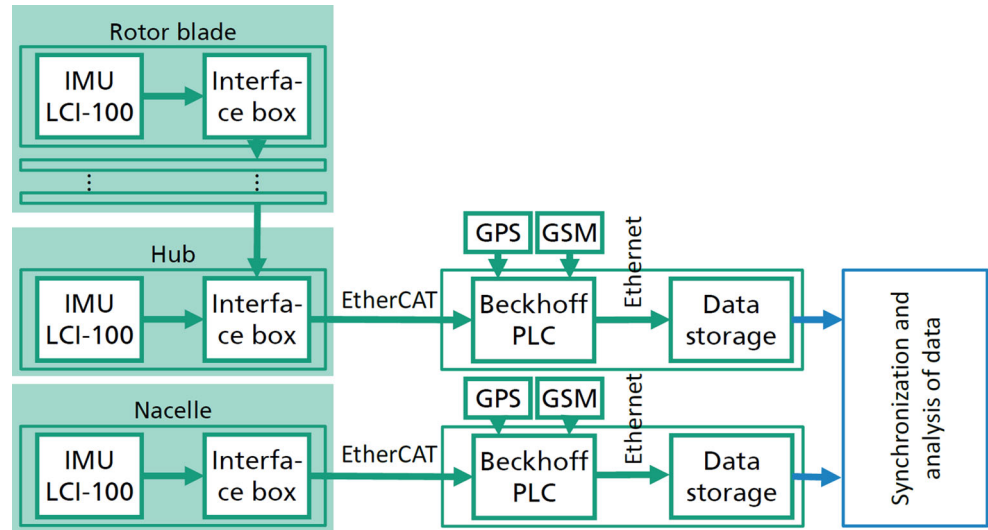 Rotor blade
IMU
LCI-100
Interfa-
ce box
⋮
⋮
Hub
IMU
LCI-100
Interfa-
ce box
EtherCAT
GPS
GSM
Beckhoff
PLC
Ethernet
Data
storage
Nacelle
IMU
LCI-100
Interfa-
ce box
EtherCAT
GPS
GSM
Beckhoff
PLC
Ethernet
Data
storage
Synchronization and
analysis of data